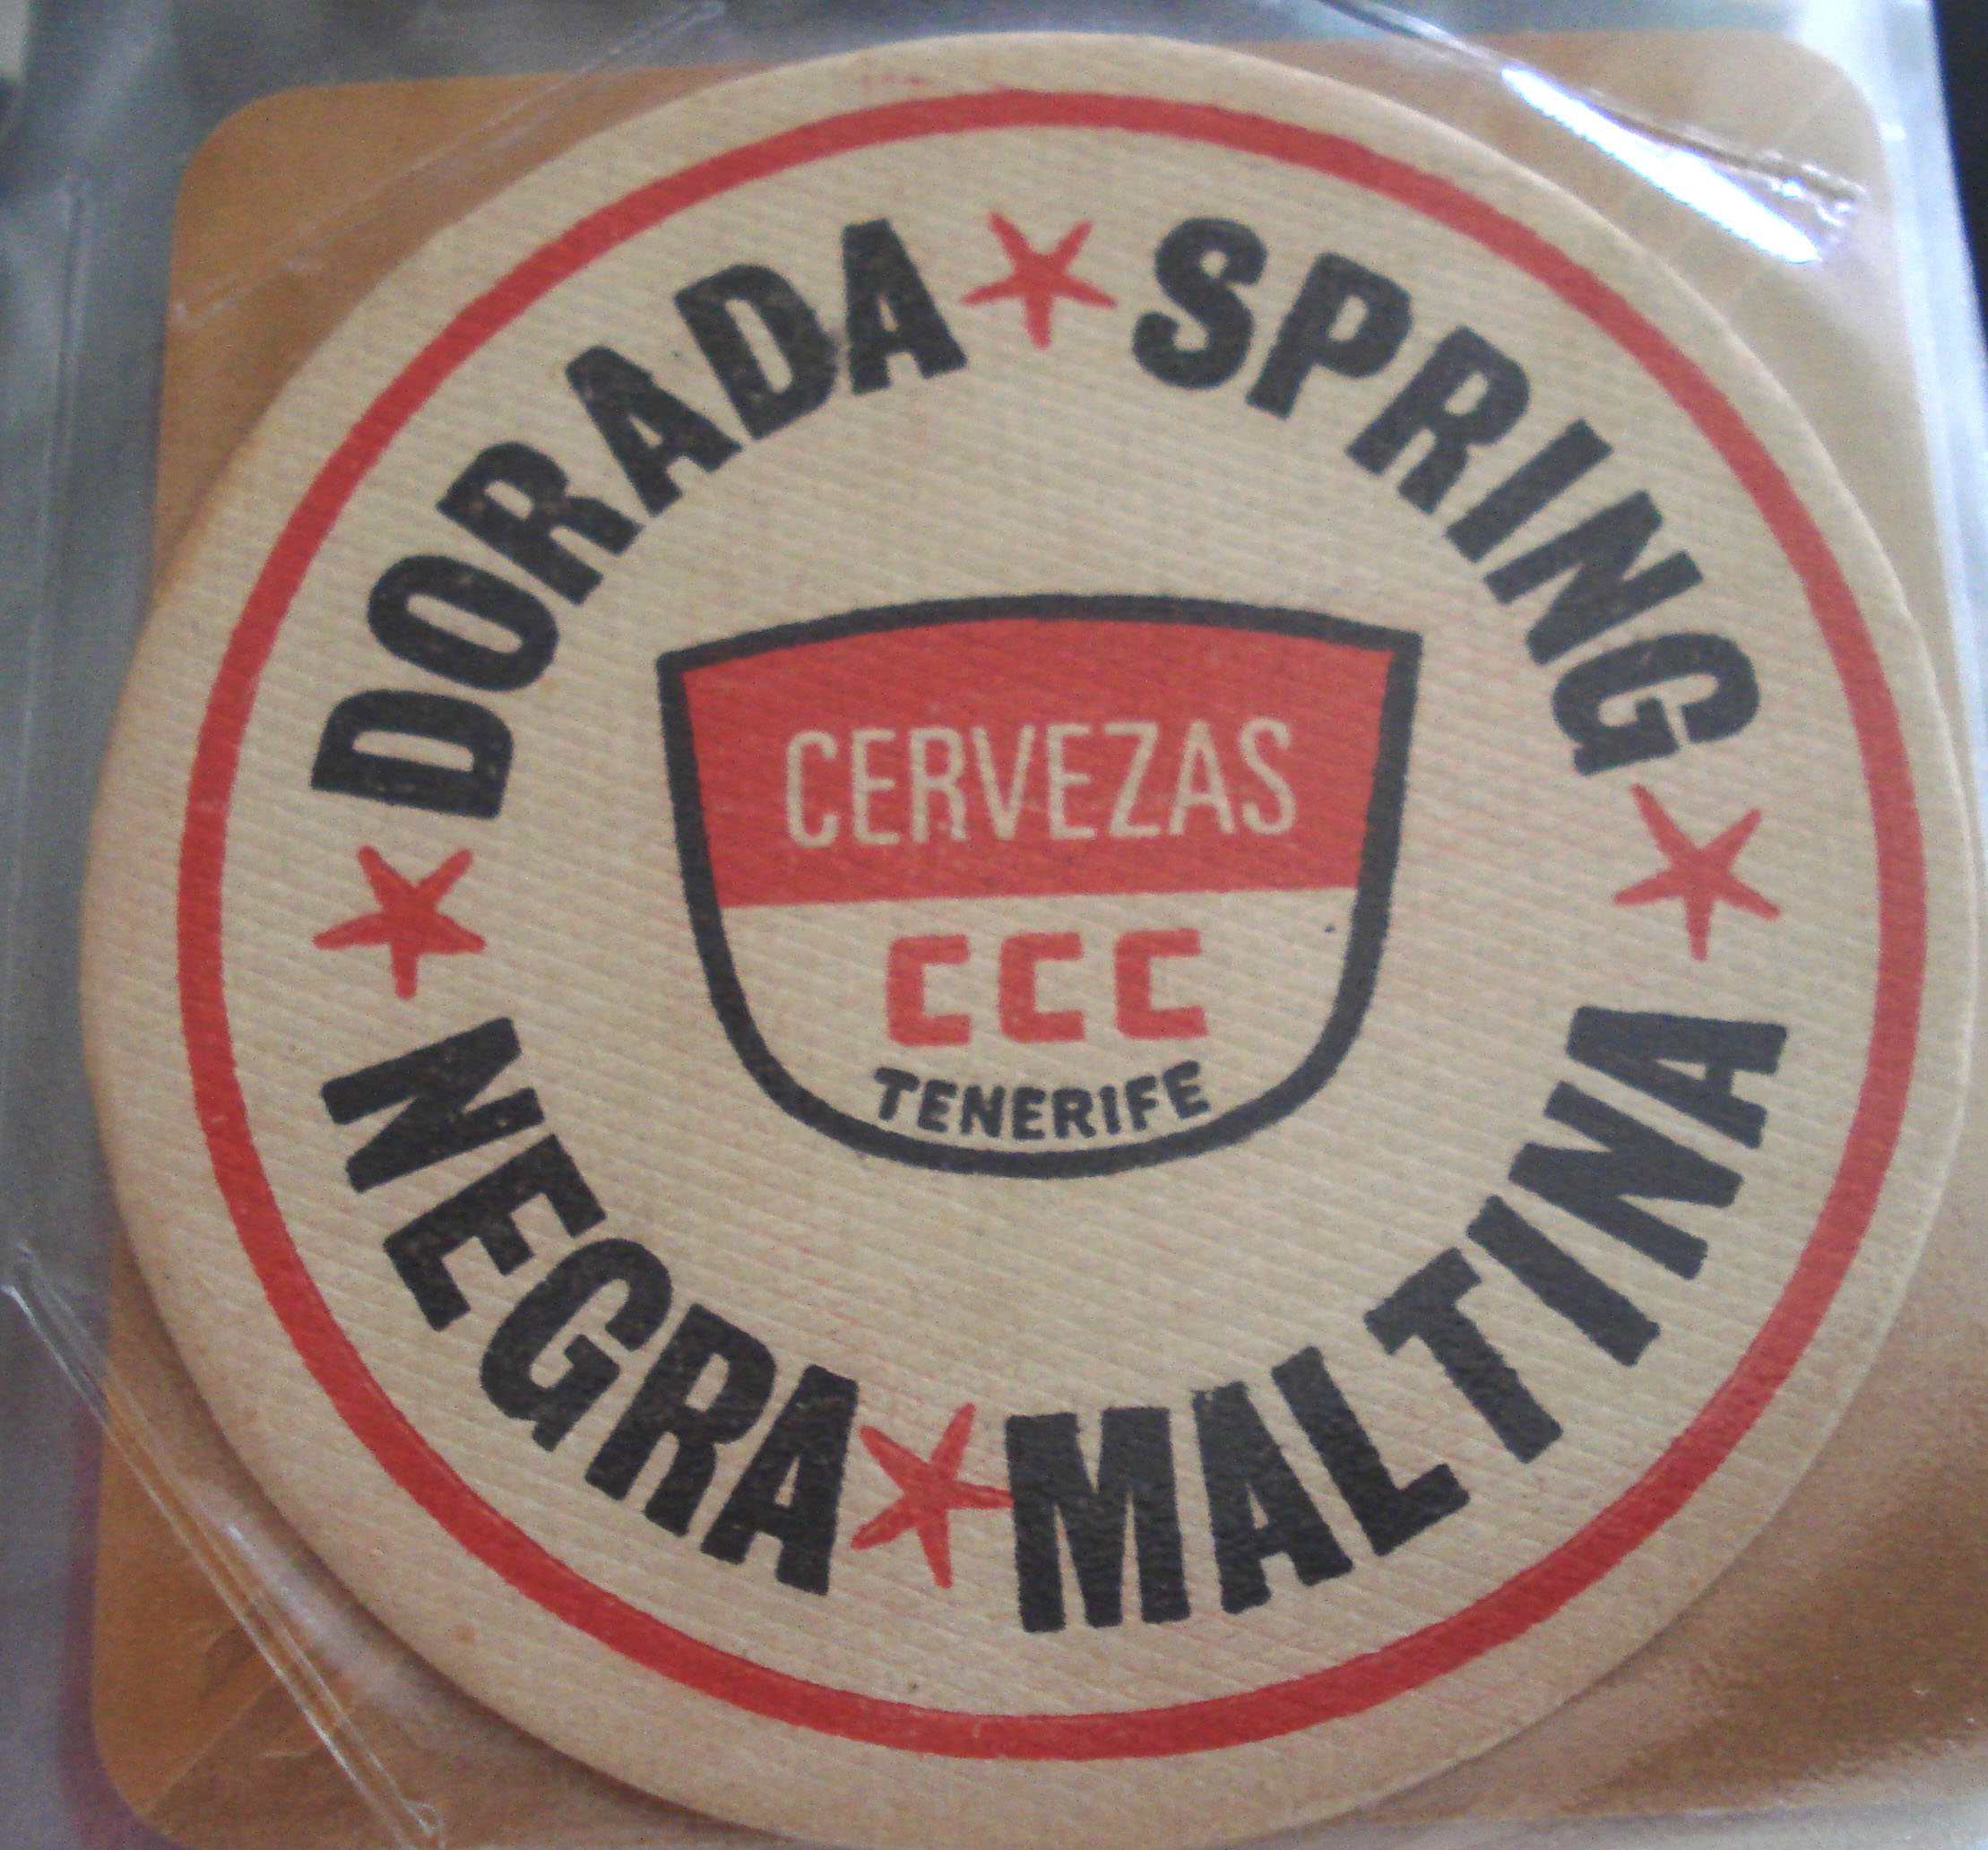 DORADA SPRING
MALTINA
NEGRA
CERVEZAS
CCC
TENERIFE